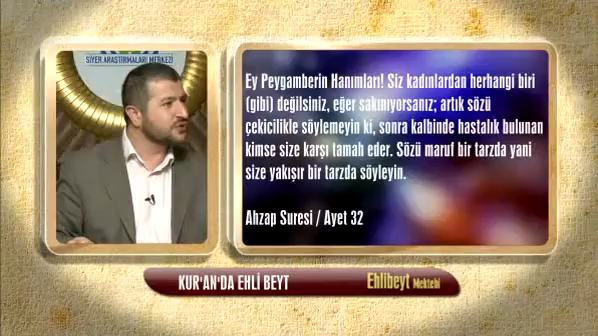 SİYER ARAŞTIRMALARI MERKEZİ
Ey Peygamberin Hanımları! Siz kadınlardan herhangi biri
(gibi) değilsiniz, eğer sakınıyorsanız; artık sözü
çekicilikle söylemeyin ki, sonra kalbinde hastalık bulunan
kimse size karşı tamah eder. Sözü maruf bir tarzda yani
size yakışır bir tarzda söyleyin.
Ahzap Suresi / Ayet 32
KUR'AN'DA EHLİ BEYT
Ehlibeyt Mektebi